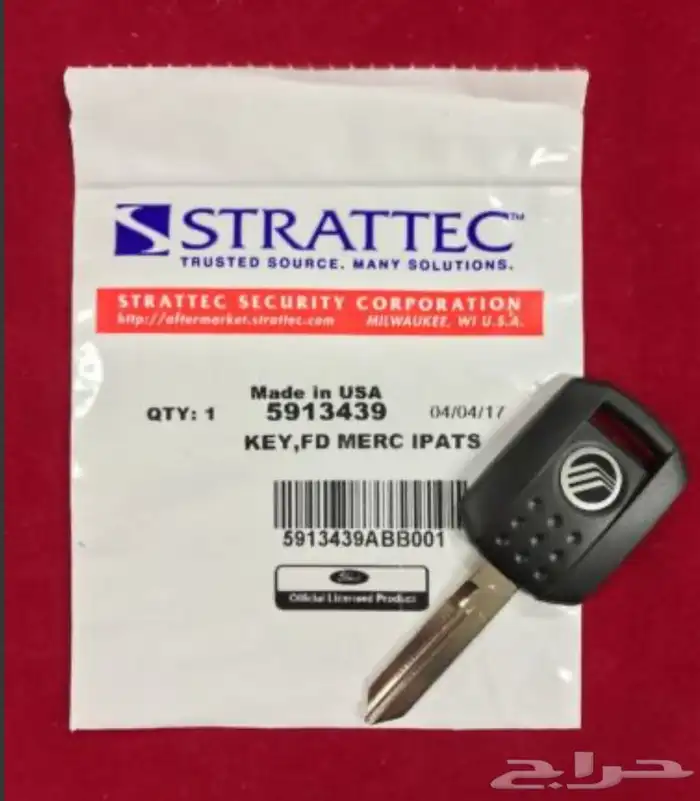 STRATTEC™
TRUSTED SOURCE. MANY SOLUTIONS.
STRATTEC SECURITY CORPORATION
http://aftermarket.strattec.com MILWAUKEE, WI U.S.A.
Made in USA
QTY: 1 5913439 04/04/17
KEY,FD MERC IPATS
5913439ABB001
Ford
Official Licensed Product
حراج